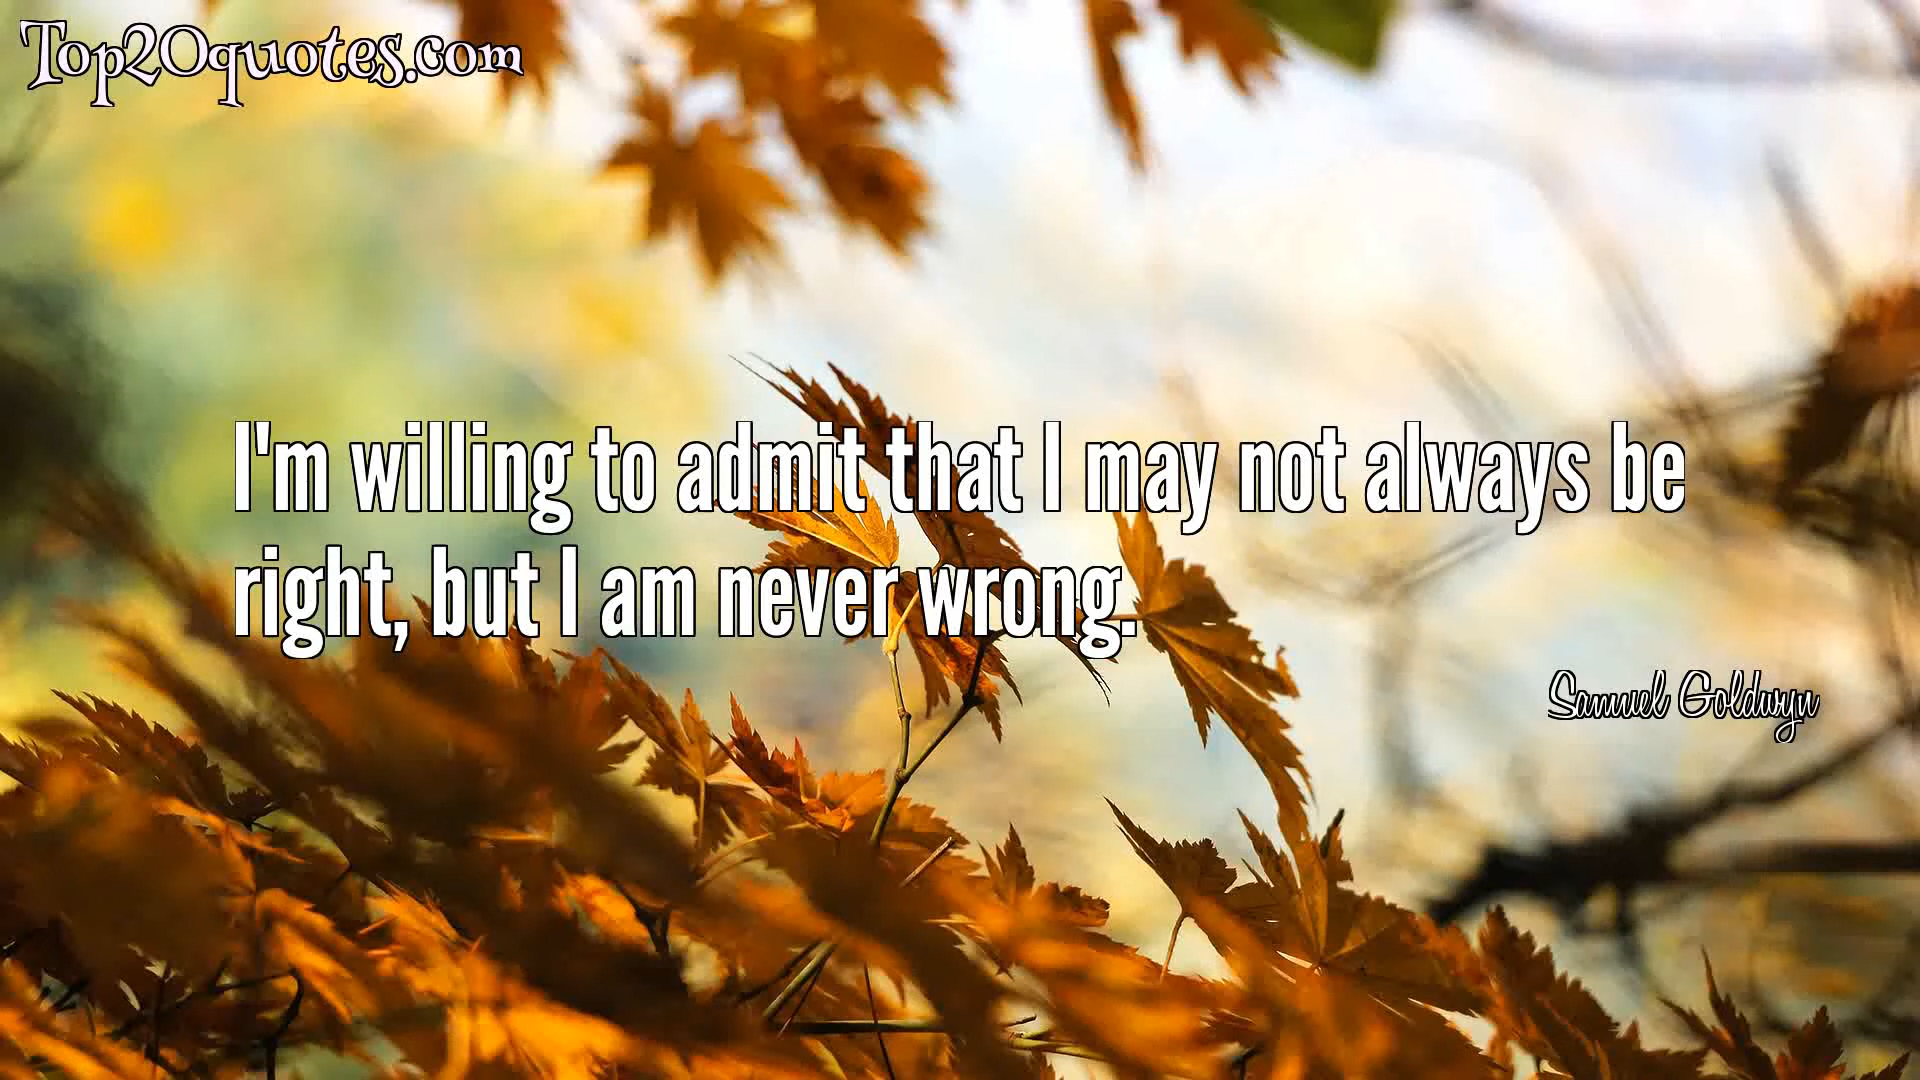 Top20quotes.com
I'm willing to admit that I may not always be
right, but I am never wrong.
Samuel Goldwyn